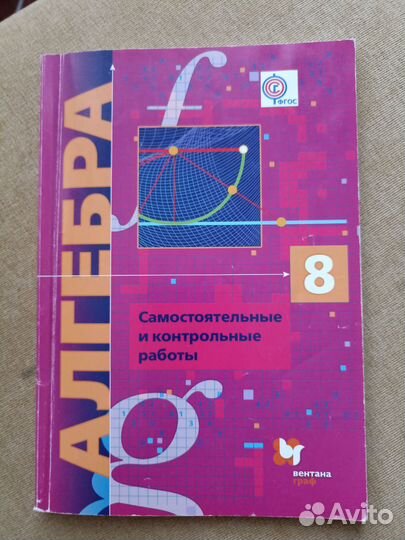 АЛГЕБРА
f
ФГОС
8
Самостоятельные
и контрольные
работы
g
вентана
граф
Avito